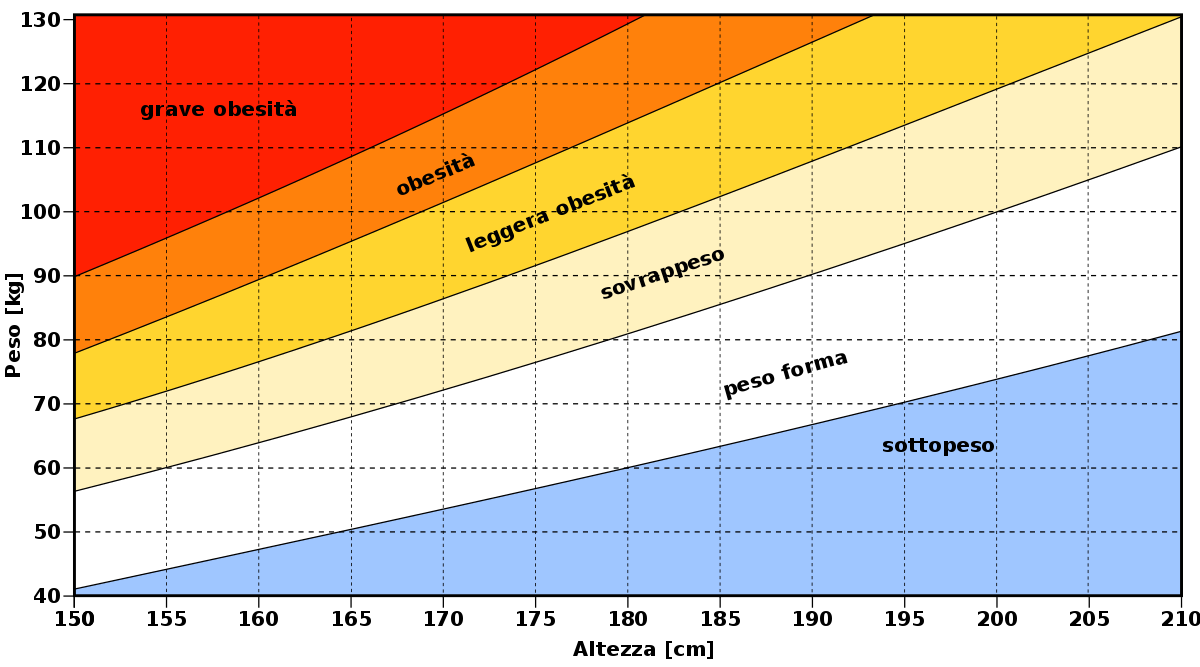 130
120
110
100
90
80
70
60
50
40
Peso [kg]
grave obesità
obesità
leggera obesità
sovrappeso
peso forma
sottopeso
150 155 160 165 170 175 180 185 190 195 200 205 210
Altezza [cm]